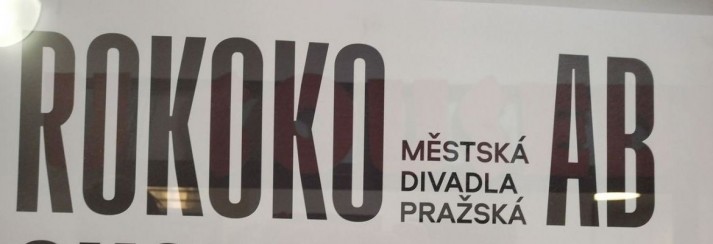 ROKOKO
MĚSTSKÁ
DIVADLA
PRAŽSKÁ
AB